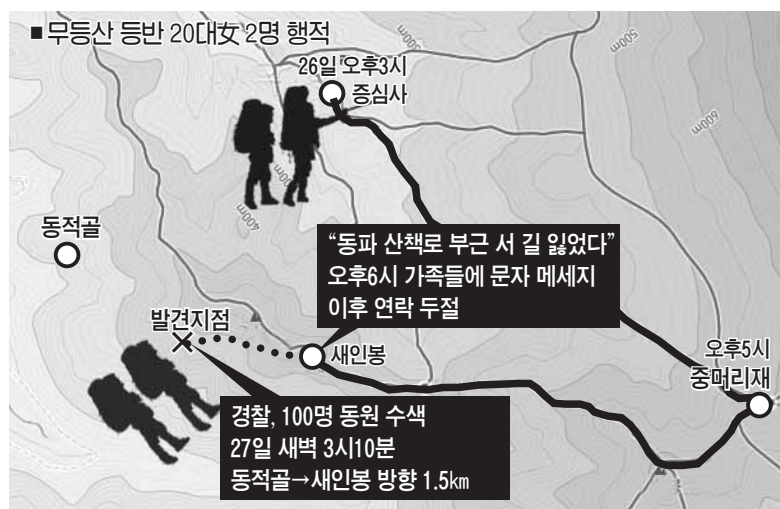 ■무등산 등반 20대女 2명 행적
26일 오후3시
증심사
500m
500m
600m
400m
400m
동적골
“동파 산책로 부근 서 길 잃었다”
오후6시 가족들에 문자 메세지
이후 연락 두절
발견지점
새인봉
오후5시
중머리재
경찰, 100명 동원 수색
27일 새벽 3시10분
동적골→새인봉 방향 1.5km